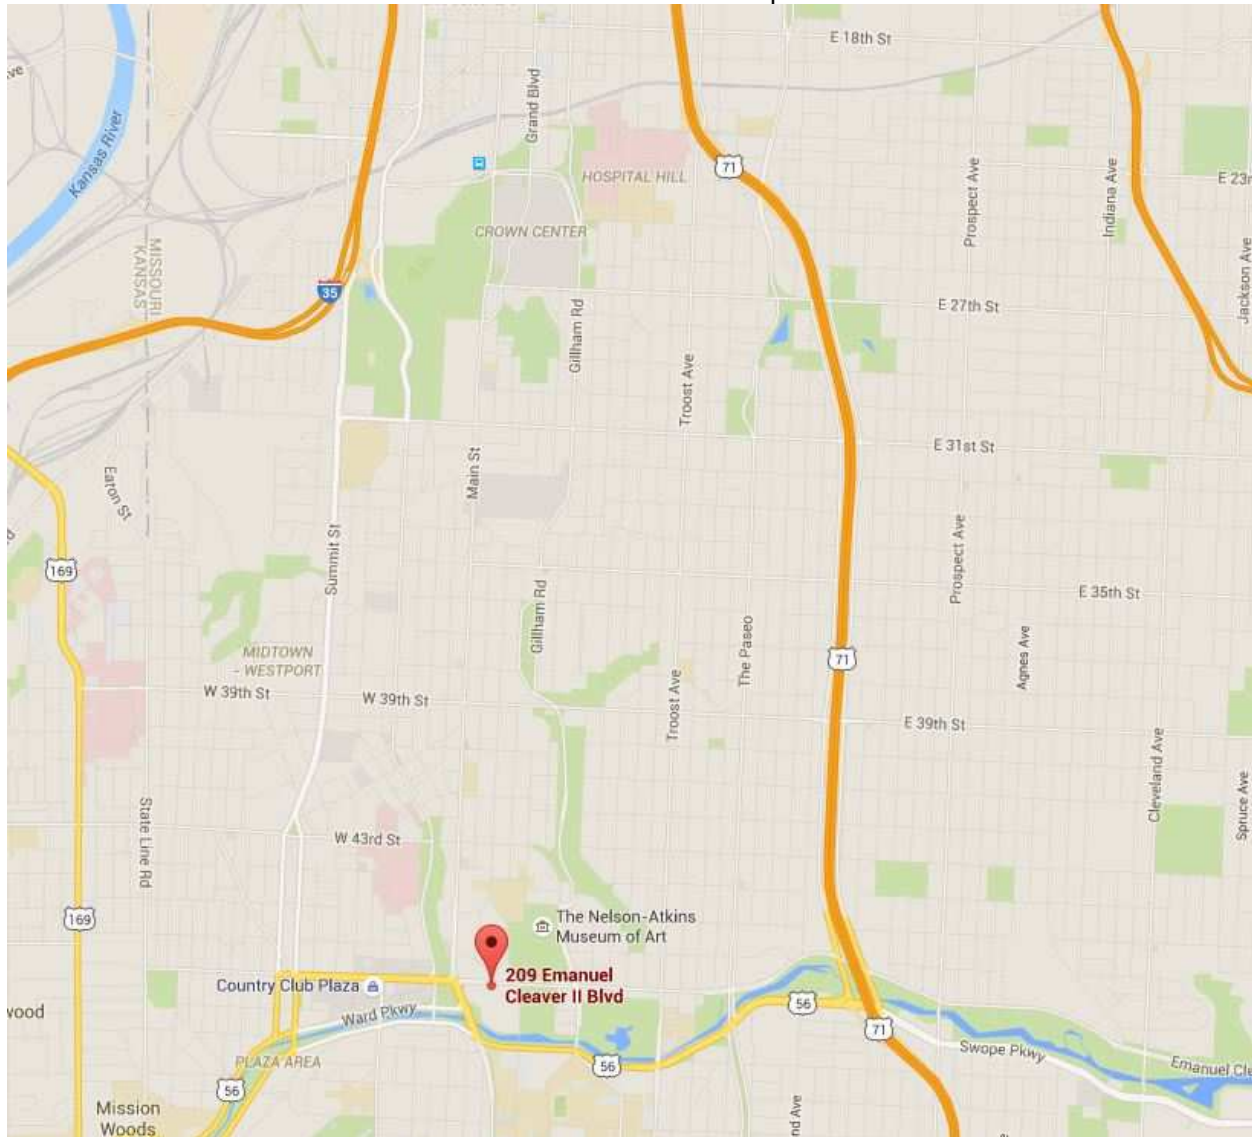 E 18th St
ve
Grand Blvd
Kansas River
HOSPITAL HILL
71
Prospect Ave
Indiana Ave
E 23r
CROWN CENTER
MISSOURI
KANSAS
Jackson Ave
35
E 27th St
Gillham Rd
Troost Ave
E 31st St
Main St
Eaton St
Summit St
Prospect Ave
169
E 35th St
Gillham Rd
The Paseo
Agnes Ave
MIDTOWN
- WESTPORT
71
W 39th St
W 39th St
Troost Ave
E 39th St
Cleveland Ave
Spruce Ave
State Line Rd
W 43rd St
169
The Nelson-Atkins
Museum of Art
209 Emanuel
Cleaver II Blvd
Country Club Plaza
56
wood
Ward Pkwy
71
Swope Pkwy
PLAZA AREA
56
Emanuel Cle
56
Mission
Woods
nd Ave